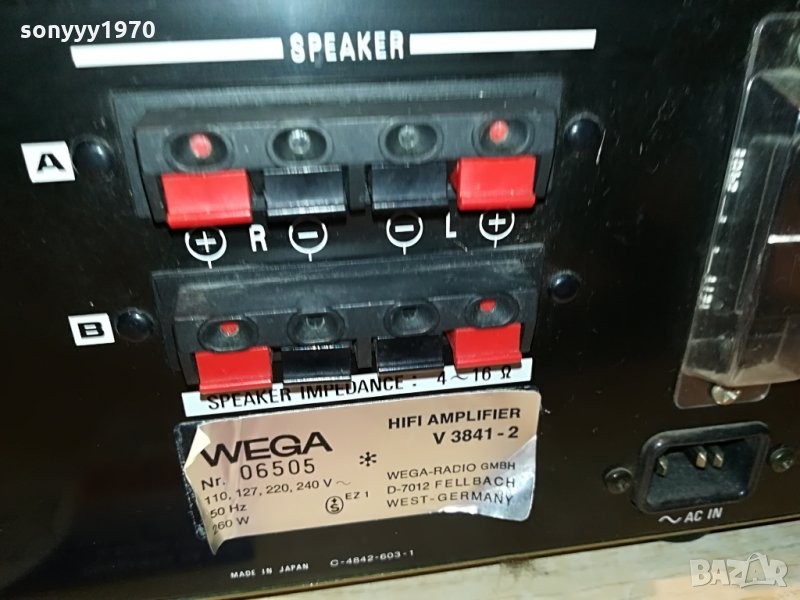 sonyyy1970
SPEAKER
A
+ R − − L +
B
SPEAKER IMPEDANCE : 4~16 Ω
WEGA
HIFI AMPLIFIER
V 3841-2
Nr. 06505
110, 127, 220, 240 V ~
50 Hz
260 W
EZ 1
WEGA-RADIO GMBH
D-7012 FELLBACH
WEST-GERMANY
~ AC IN
MADE IN JAPAN C-4842-603-1
BAZAR